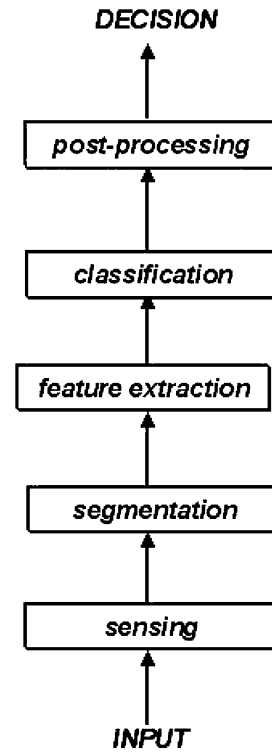 DECISION
post-processing
classification
feature extraction
segmentation
sensing
INPUT